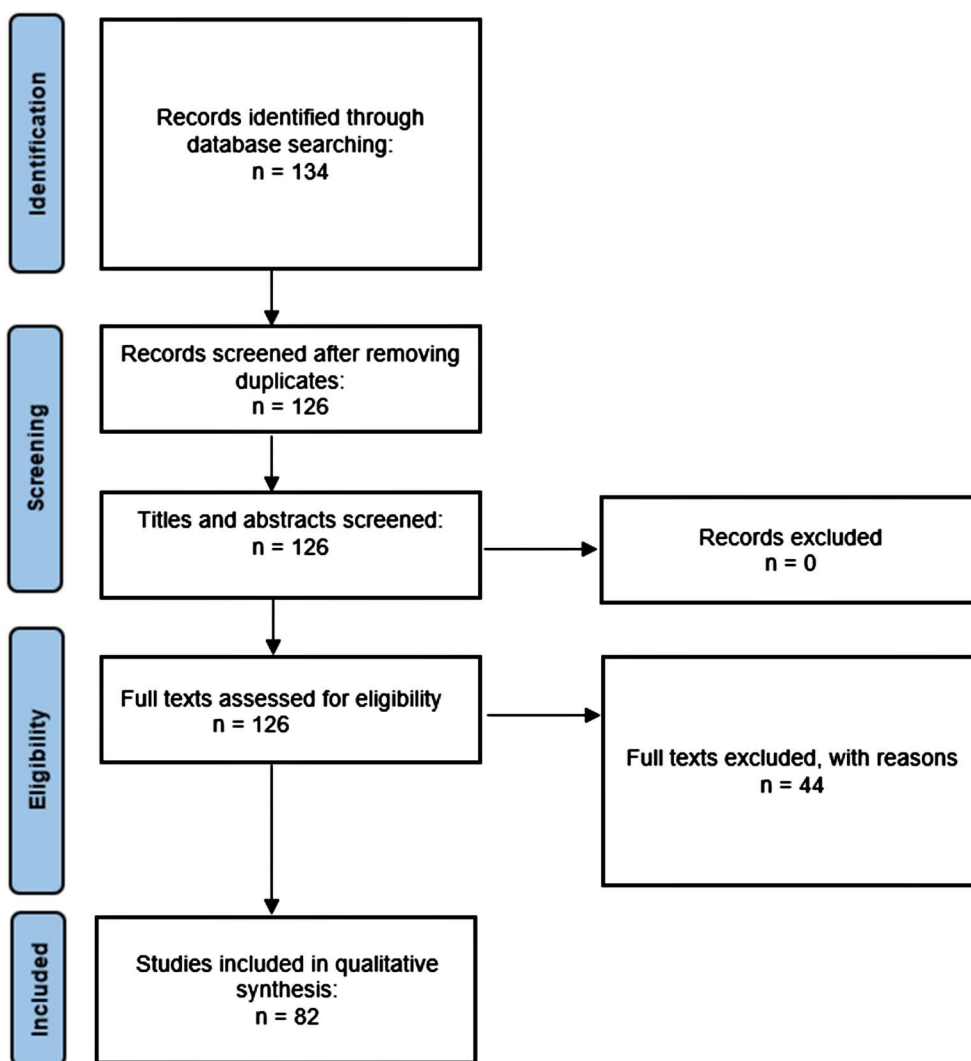 Identification
Records identified through
database searching:
n = 134
Screening
Records screened after removing
duplicates:
n = 126
Titles and abstracts screened:
n = 126
Records excluded
n = 0
Eligibility
Full texts assessed for eligibility
n = 126
Full texts excluded, with reasons
n = 44
Included
Studies included in qualitative
synthesis:
n = 82